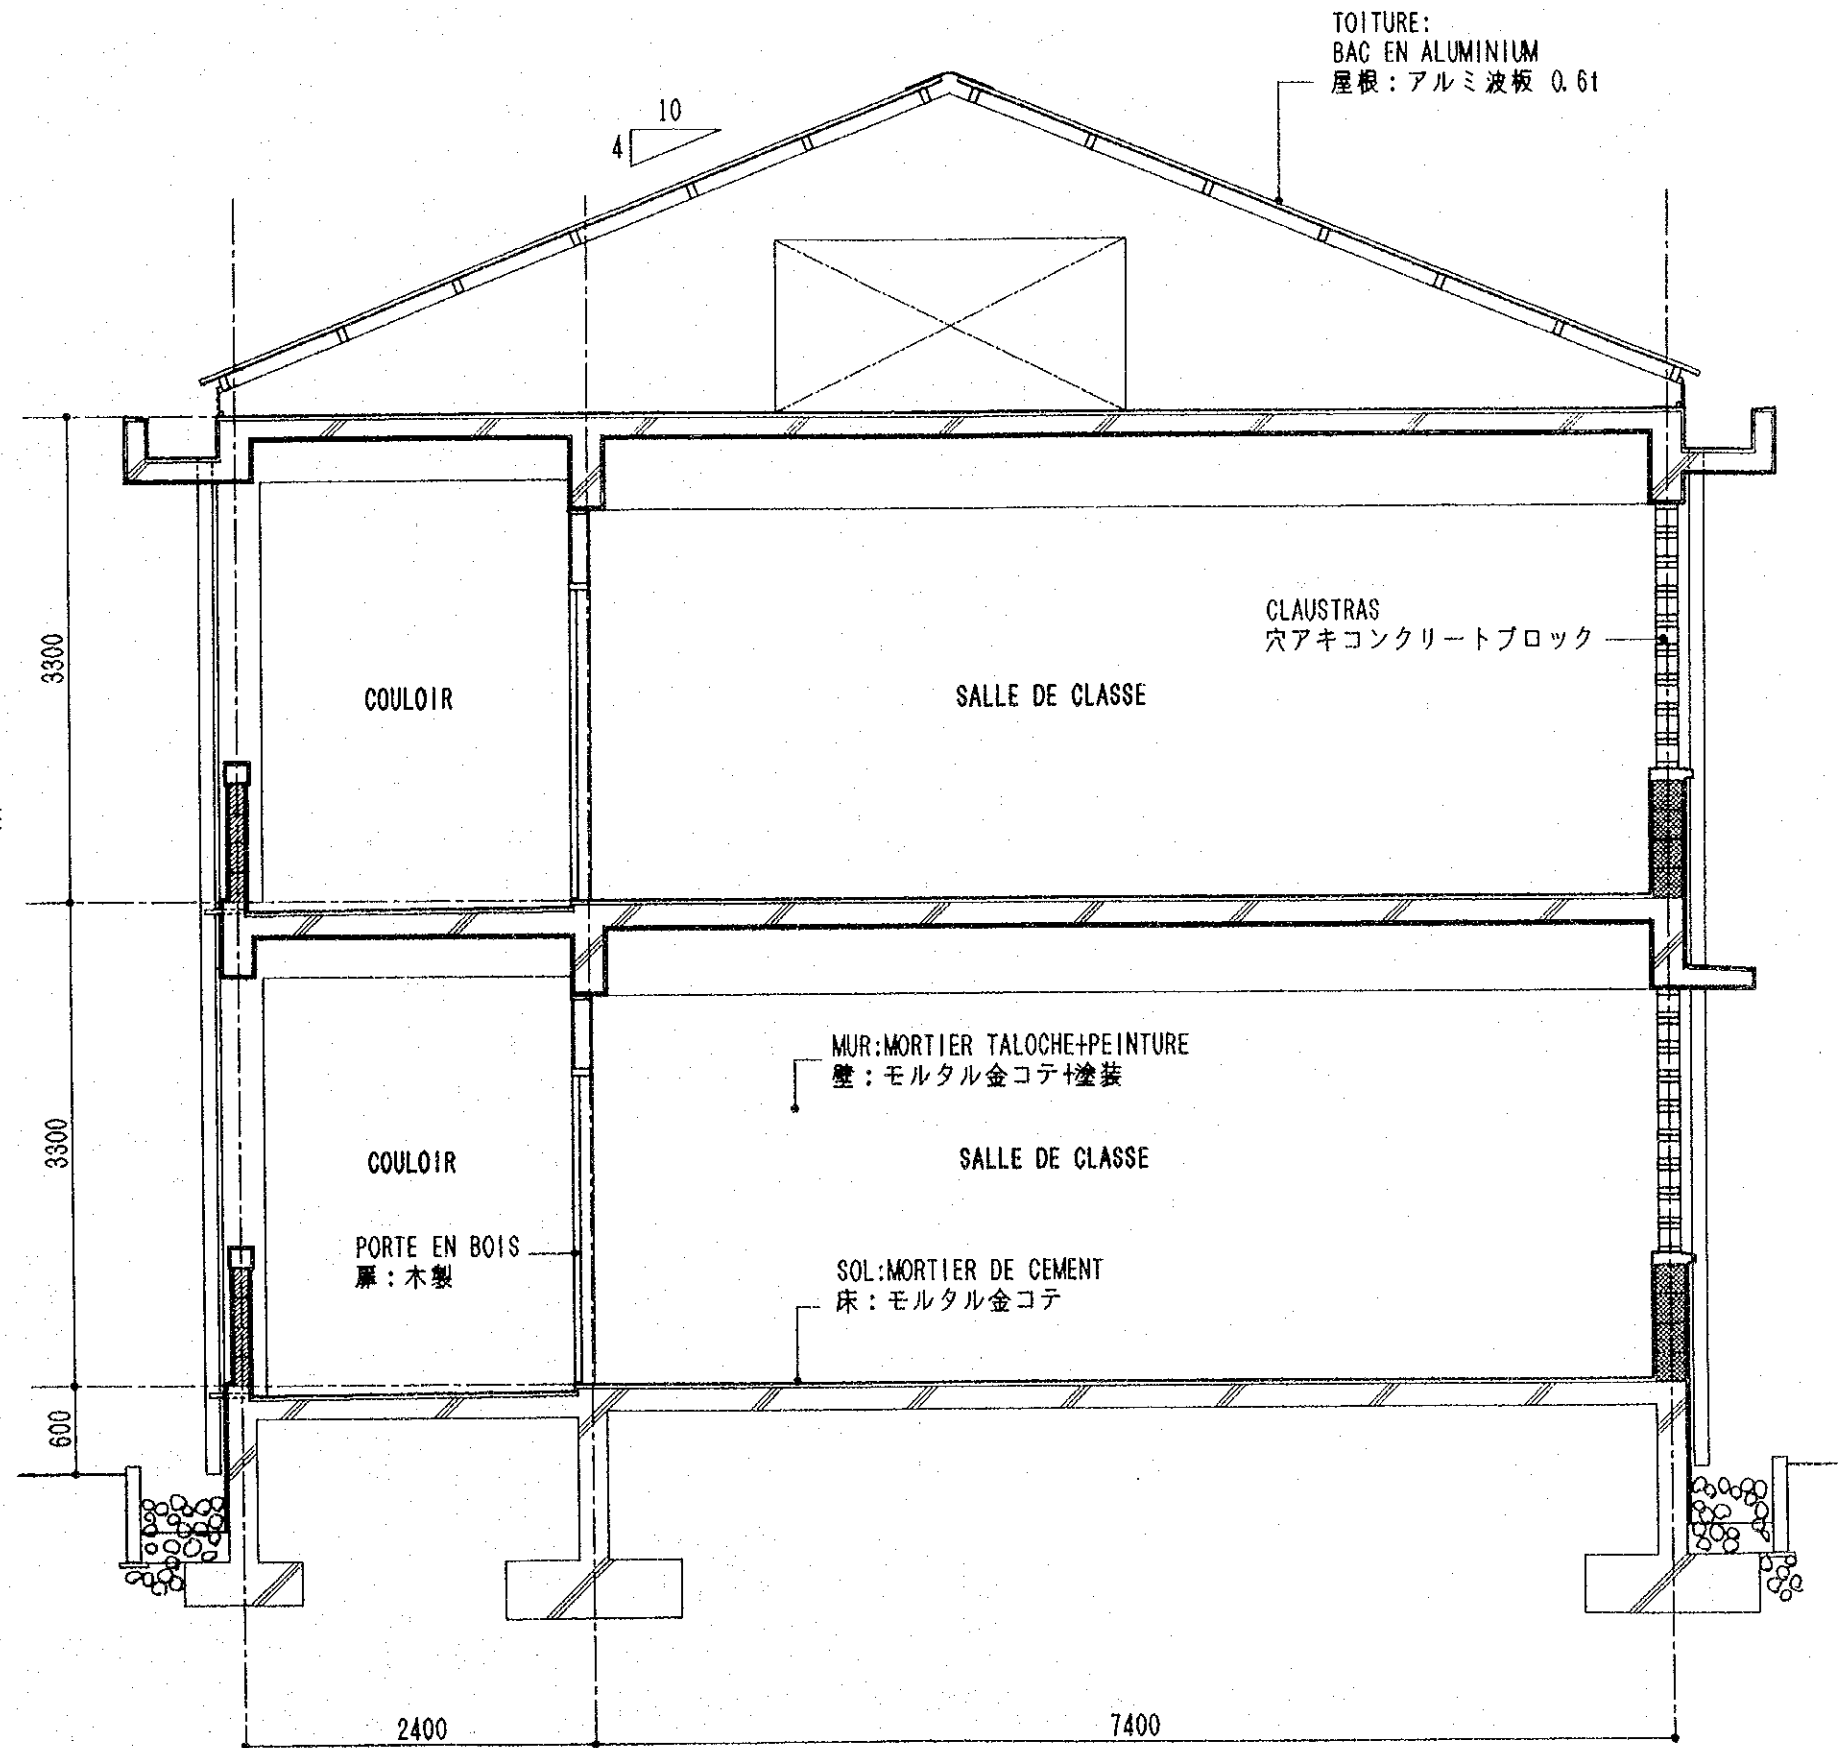 TOITURE:
BAC EN ALUMINIUM
屋根：アルミ波板 0.6t
10
4
3300
CLAUSTRAS
穴アキコンクリートブロック
COULOIR
SALLE DE CLASSE
3300
MUR:MORTIER TALOCHE+PEINTURE
壁：モルタル金コテ+塗装
COULOIR
SALLE DE CLASSE
PORTE EN BOIS
扉：木製
SOL:MORTIER DE CEMENT
床：モルタル金コテ
600
2400
7400